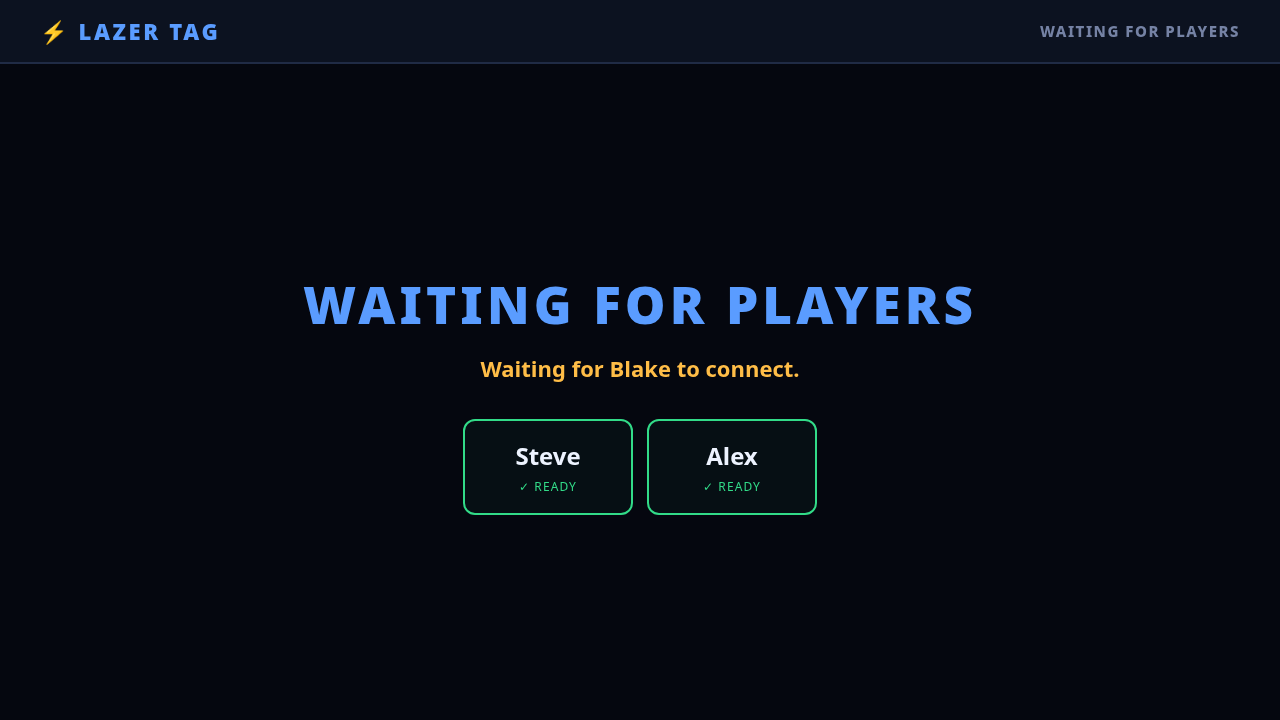 ⚡ LAZER TAG
WAITING FOR PLAYERS
WAITING FOR PLAYERS
Waiting for Blake to connect.
Steve
✓ READY
Alex
✓ READY